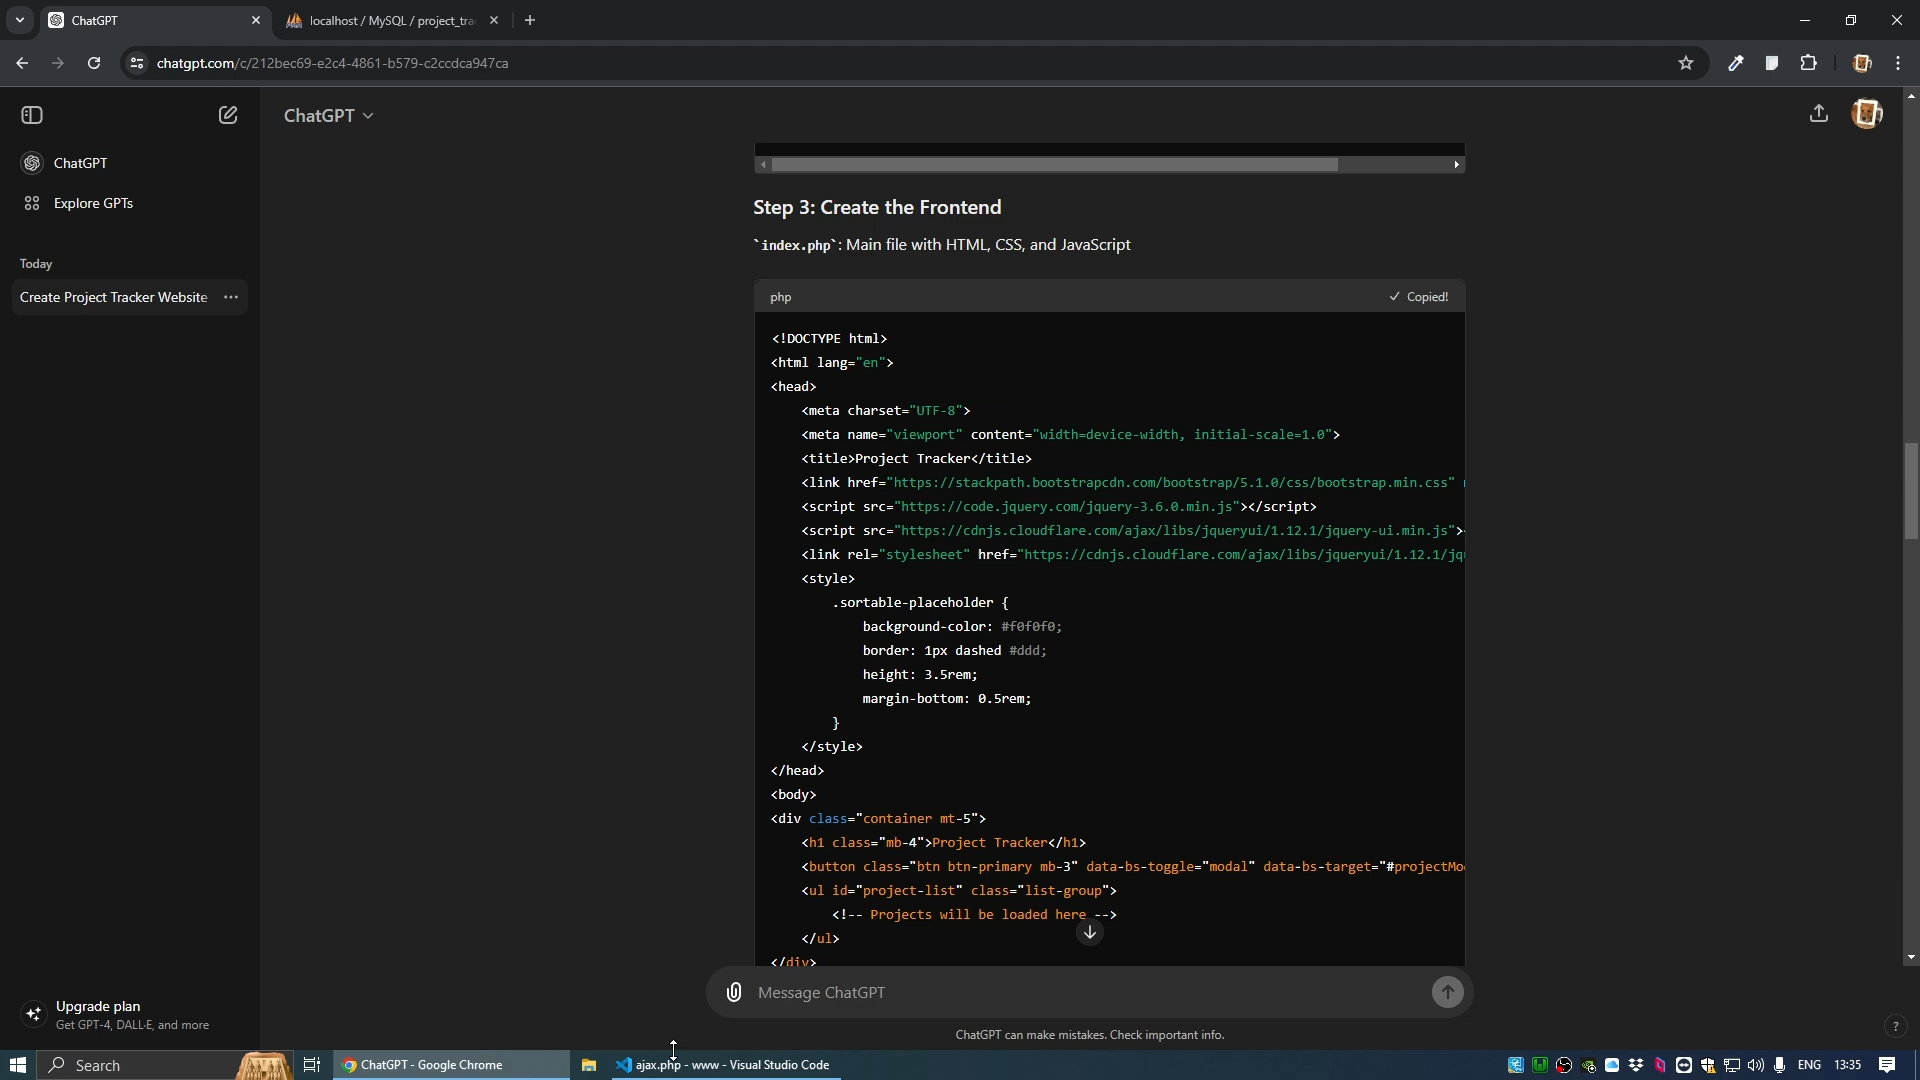 ChatGPT
localhost / MySQL / project_tra
chatgpt.com/c/212bec69-e2c4-4861-b579-c2ccdca947ca
ChatGPT
ChatGPT
Explore GPTs
Today
Create Project Tracker Website
Step 3: Create the Frontend
`index.php`: Main file with HTML, CSS, and JavaScript
php
Copied!
<!DOCTYPE html>
<html lang="en">
<head>
<meta charset="UTF-8">
<meta name="viewport" content="width=device-width, initial-scale=1.0">
<title>Project Tracker</title>
<link href="https://stackpath.bootstrapcdn.com/bootstrap/5.1.0/css/bootstrap.min.css"
<script src="https://code.jquery.com/jquery-3.6.0.min.js"></script>
<script src="https://cdnjs.cloudflare.com/ajax/libs/jqueryui/1.12.1/jquery-ui.min.js">
<link rel="stylesheet" href="https://cdnjs.cloudflare.com/ajax/libs/jqueryui/1.12.1/jq
<style>
.sortable-placeholder {
background-color: #f0f0f0;
border: 1px dashed #ddd;
height: 3.5rem;
margin-bottom: 0.5rem;
}
</style>
</head>
<body>
<div class="container mt-5">
<h1 class="mb-4">Project Tracker</h1>
<button class="btn btn-primary mb-3" data-bs-toggle="modal" data-bs-target="#projectMo
<ul id="project-list" class="list-group">
<!-- Projects will be loaded here -->
</ul>
</div>
Message ChatGPT
Upgrade plan
Get GPT-4, DALL·E, and more
ChatGPT can make mistakes. Check important info.
?
Search
ChatGPT - Google Chrome
ajax.php - www - Visual Studio Code
ENG
13:35